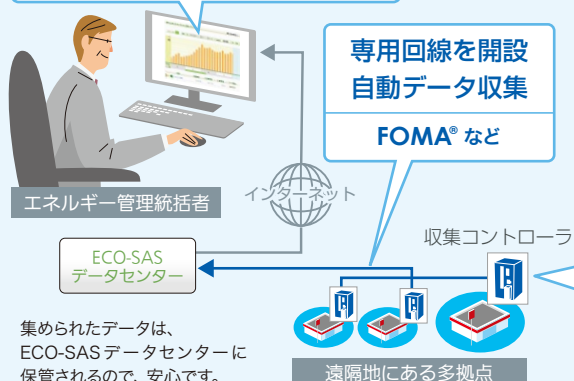 専用回線を開設
自動データ収集
FOMA® など
エネルギー管理統括者
インターネット
収集コントローラ
ECO-SAS
データセンター
集められたデータは、
ECO-SASデータセンターに
保管されるので、安心です。
遠隔地にある多拠点